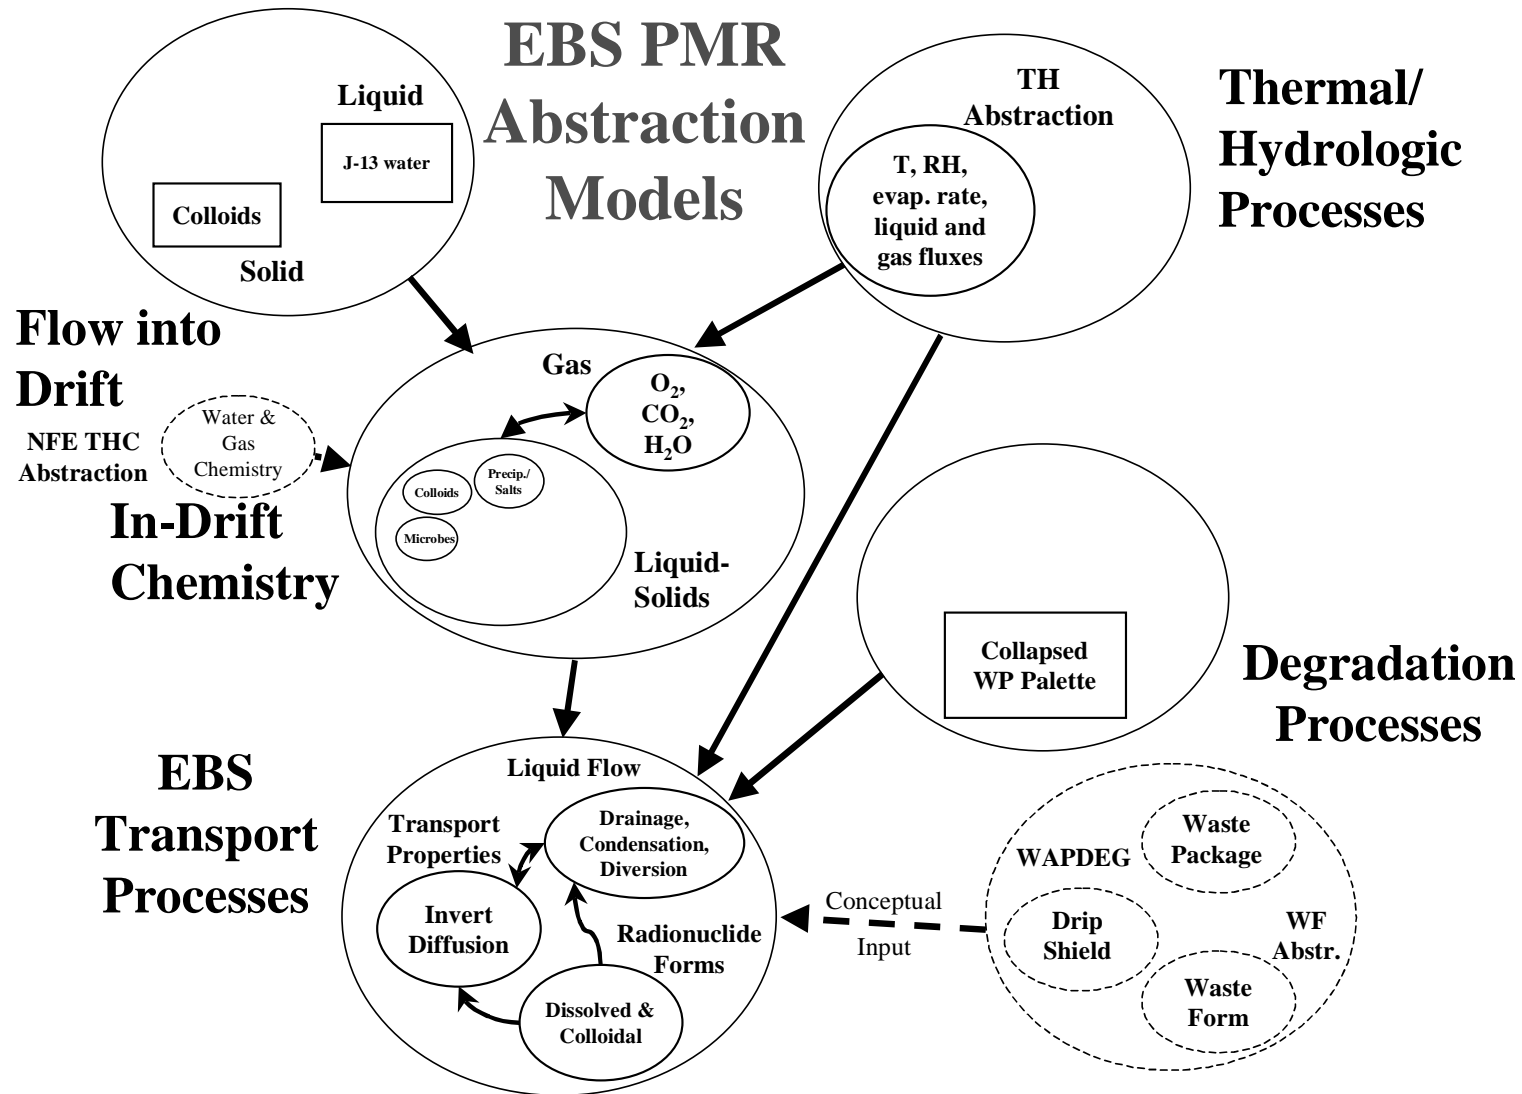 EBS PMR
Abstraction
Models
Liquid
J-13 water
Colloids
Solid
TH
Abstraction
T, RH,
evap. rate,
liquid and
gas fluxes
Thermal/
Hydrologic
Processes
Flow into
Drift
NFE THC
Abstraction
Water &
Gas
Chemistry
In-Drift
Chemistry
Gas
O2,
CO2,
H2O
Colloids
Precip./
Salts
Microbes
Liquid-
Solids
Collapsed
WP Palette
Degradation
Processes
EBS
Transport
Processes
Liquid Flow
Transport
Properties
Drainage,
Condensation,
Diversion
Invert
Diffusion
Radionuclide
Forms
Dissolved &
Colloidal
Conceptual
Input
WAPDEG
Waste
Package
Drip
Shield
WF
Abstr.
Waste
Form